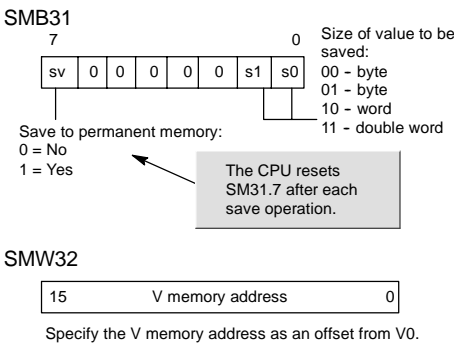 SMB31
7 0
sv 0 0 0 0 0 s1 s0
Size of value to be
saved:
00 - byte
01 - byte
10 - word
11 - double word
Save to permanent memory:
0 = No
1 = Yes
The CPU resets
SM31.7 after each
save operation.
SMW32
15 V memory address 0
Specify the V memory address as an offset from V0.